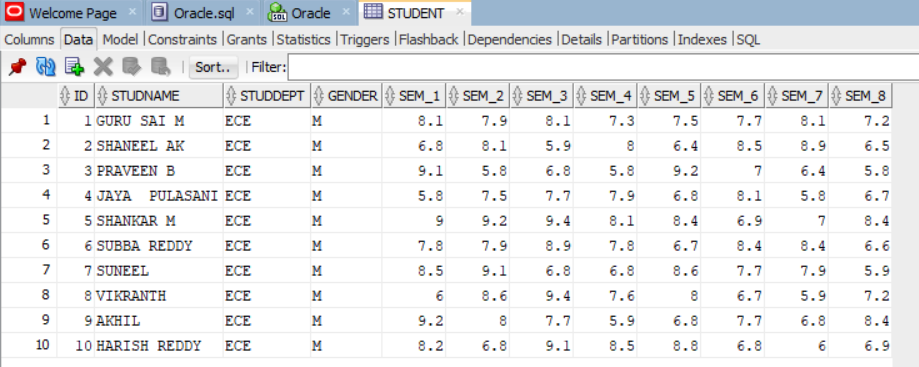 Welcome Page × Oracle.sql × Oracle × STUDENT ×
Columns Data Model Constraints Grants Statistics Triggers Flashback Dependencies Details Partitions Indexes SQL
Sort.. Filter:
ID STUDNAME STUDDEPT GENDER SEM_1 SEM_2 SEM_3 SEM_4 SEM_5 SEM_6 SEM_7 SEM_8
1 1 GURU SAI M ECE M 8.1 7.9 8.1 7.3 7.5 7.7 8.1 7.2
2 2 SHANEEL AK ECE M 6.8 8.1 5.9 8 6.4 8.5 8.9 6.5
3 3 PRAVEEN B ECE M 9.1 5.8 6.8 5.8 9.2 7 6.4 5.8
4 4 JAYA  PULASANI ECE M 5.8 7.5 7.7 7.9 6.8 8.1 5.8 6.7
5 5 SHANKAR M ECE M 9 9.2 9.4 8.1 8.4 6.9 7 8.4
6 6 SUBBA REDDY ECE M 7.8 7.9 8.9 7.8 6.7 8.4 8.4 6.6
7 7 SUNEEL ECE M 8.5 9.1 6.8 6.8 8.6 7.7 7.9 5.9
8 8 VIKRANTH ECE M 6 8.6 9.4 7.6 8 6.7 5.9 7.2
9 9 AKHIL ECE M 9.2 8 7.7 5.9 6.8 7.7 6.8 8.4
10 10 HARISH REDDY ECE M 8.2 6.8 9.1 8.5 8.8 6.8 6 6.9